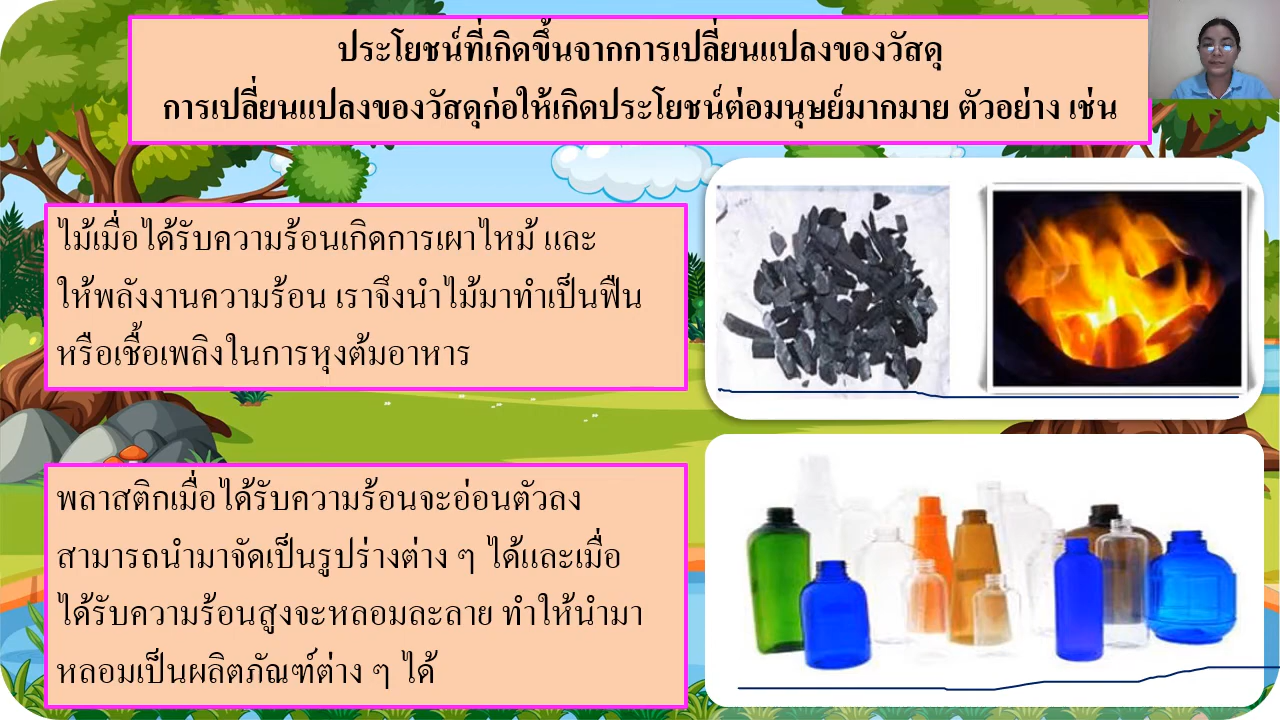 ประโยชน์ที่เกิดขึ้นจากการเปลี่ยนแปลงของวัสดุ
การเปลี่ยนแปลงของวัสดุก่อให้เกิดประโยชน์ต่อมนุษย์มากมาย ตัวอย่าง เช่น
ไม้เมื่อได้รับความร้อนเกิดการเผาไหม้ และ
ให้พลังงานความร้อน เราจึงนำไม้มาทำเป็นฟืน
หรือเชื้อเพลิงในการหุงต้มอาหาร
พลาสติกเมื่อได้รับความร้อนจะอ่อนตัวลง
สามารถนำมาจัดเป็นรูปร่างต่าง ๆ ได้และเมื่อ
ได้รับความร้อนสูงจะหลอมละลาย ทำให้นำมา
หลอมเป็นผลิตภัณฑ์ต่าง ๆ ได้